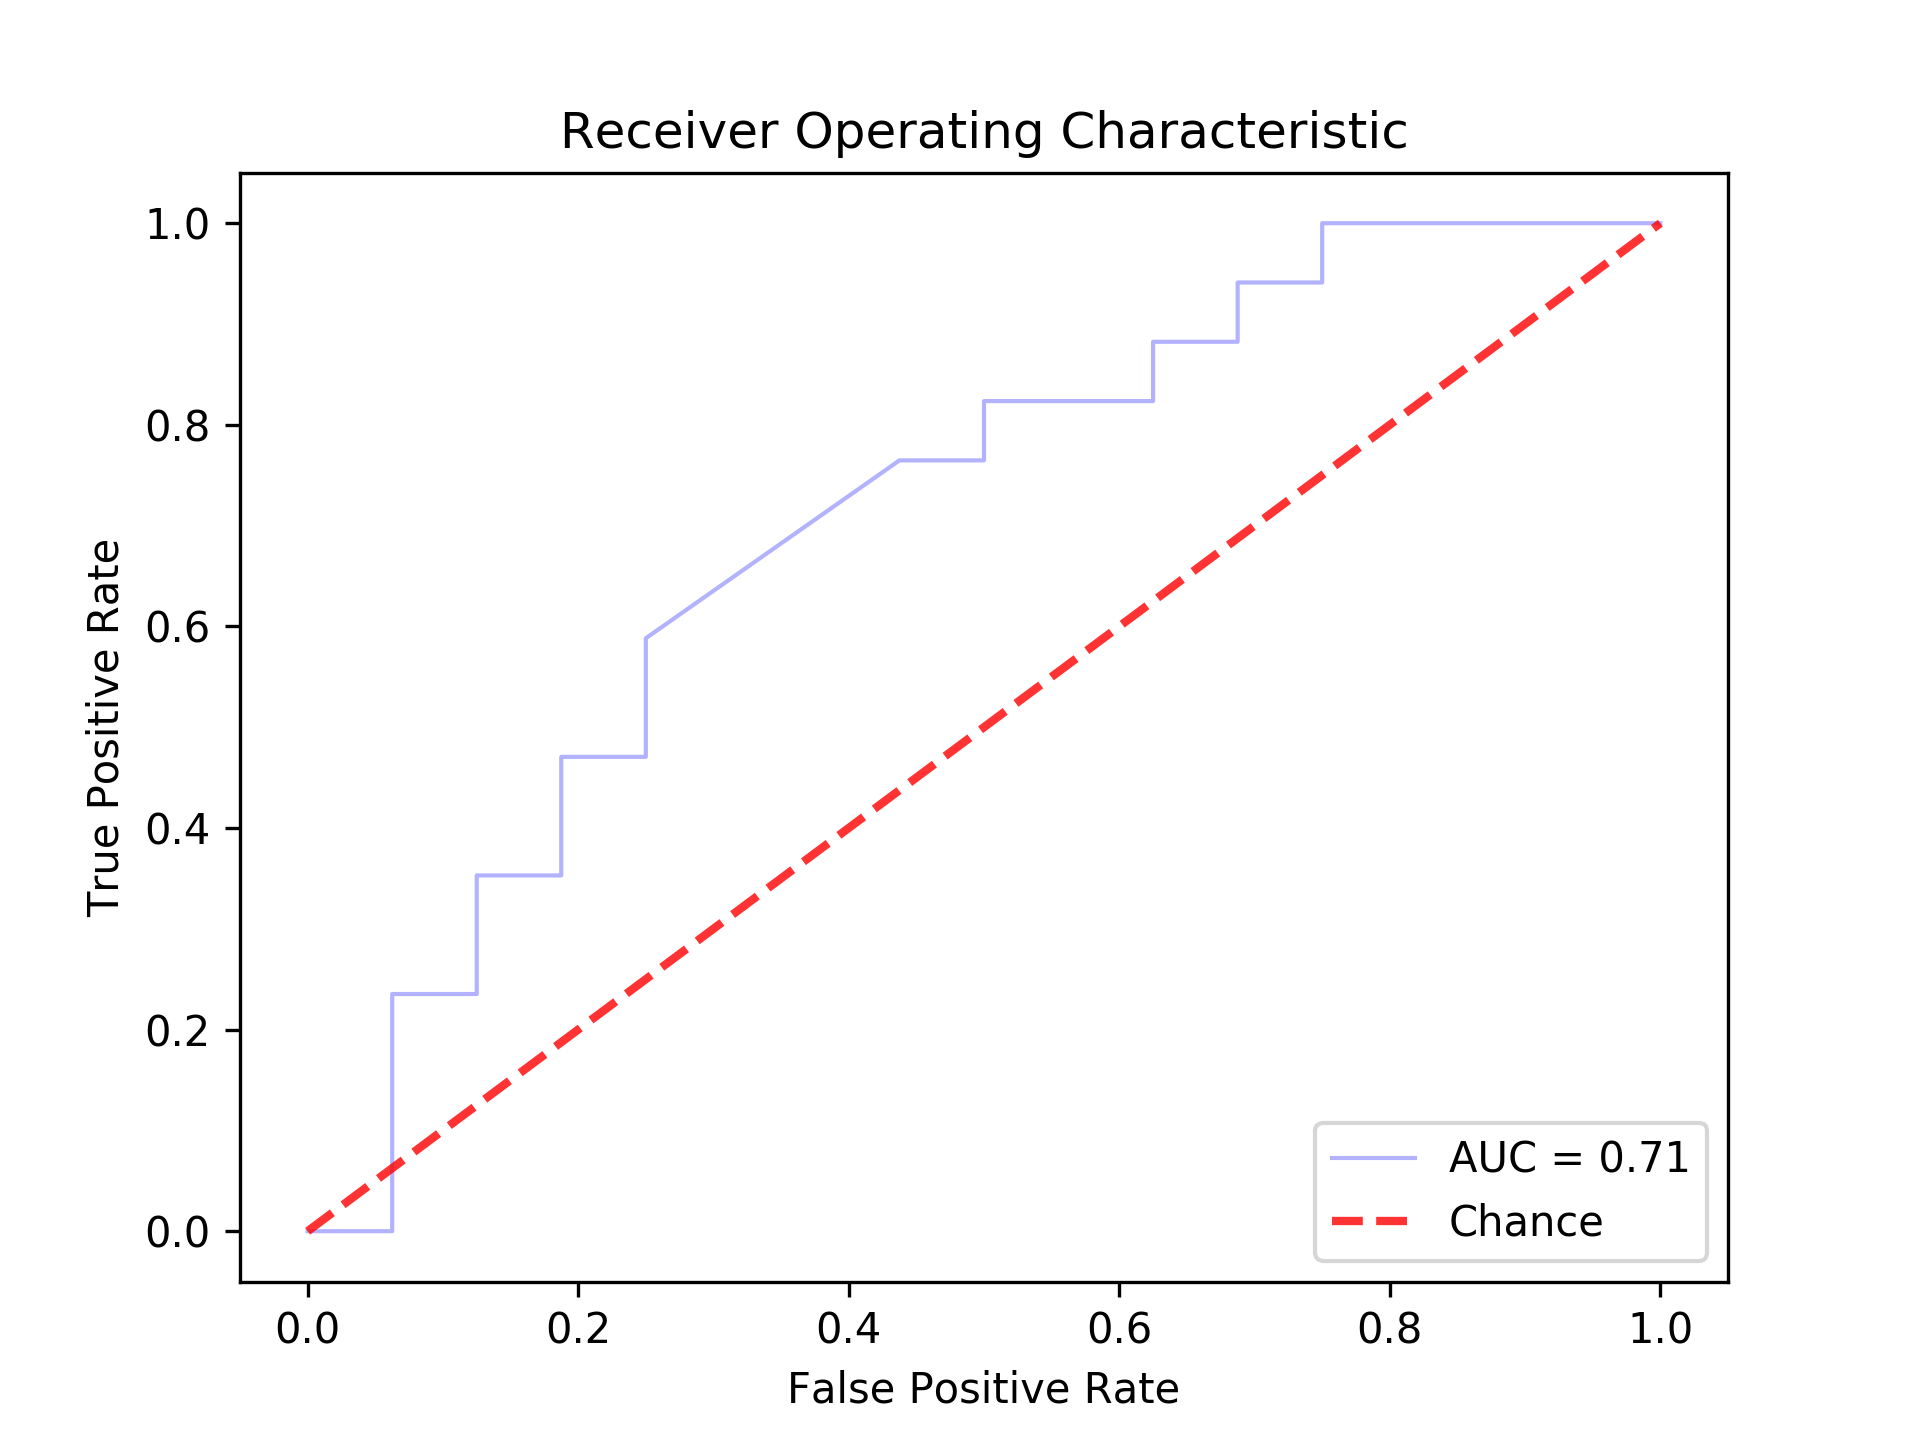 Receiver Operating Characteristic
1.0
0.8
0.6
0.4
0.2
0.0
True Positive Rate
0.0 0.2 0.4 0.6 0.8 1.0
False Positive Rate
AUC = 0.71
Chance